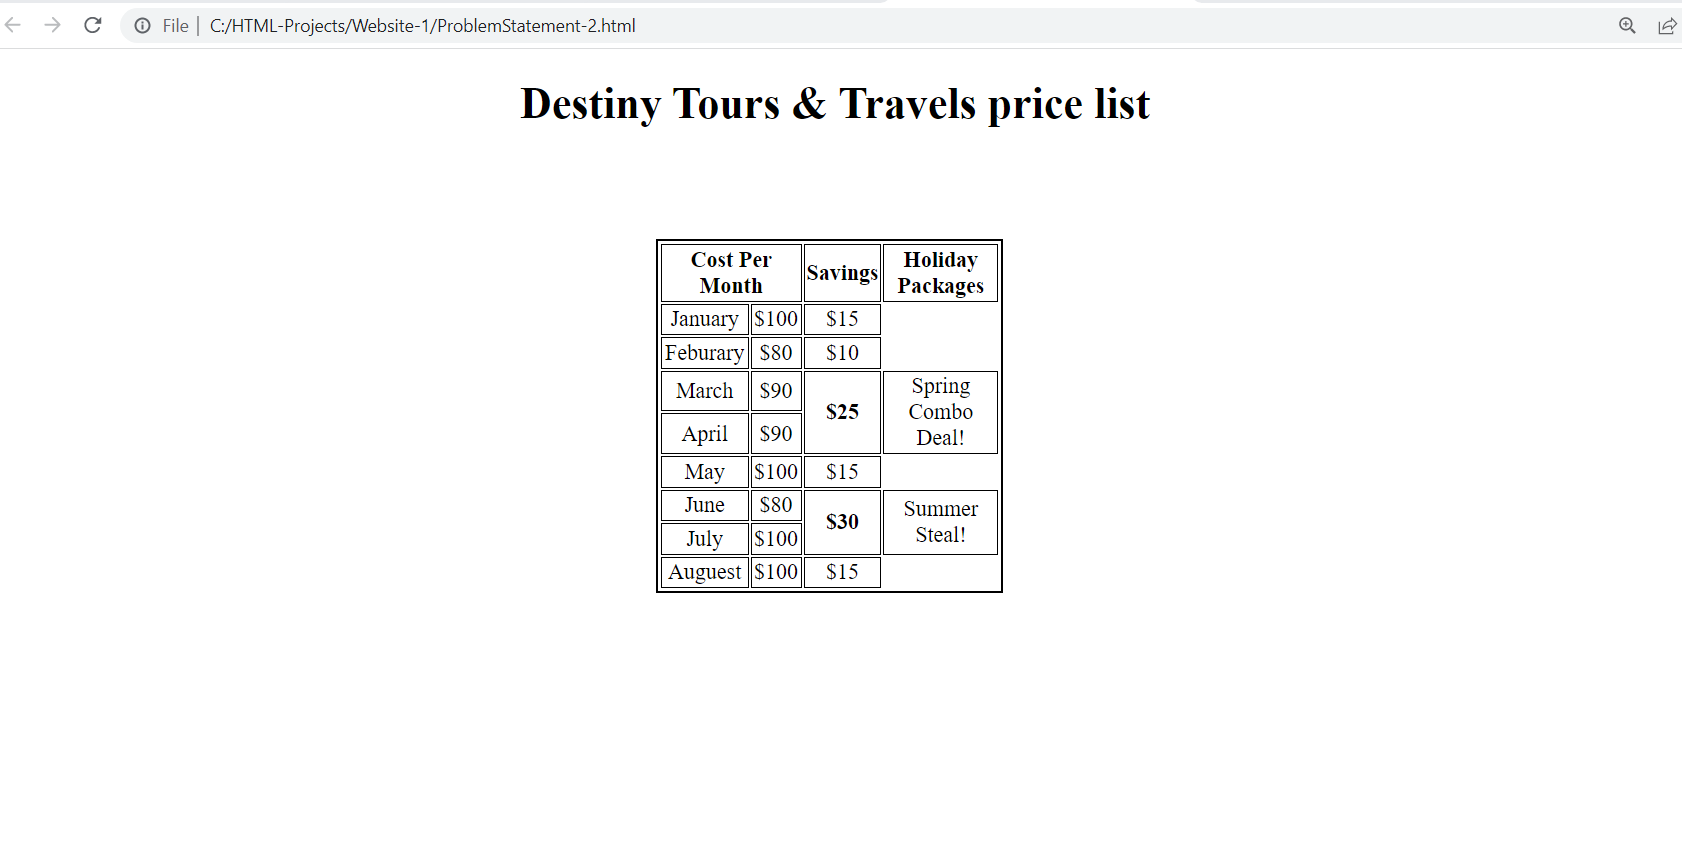 File | C:/HTML-Projects/Website-1/ProblemStatement-2.html
Destiny Tours & Travels price list
Cost Per Month Savings Holiday Packages
January $100 $15
Feburary $80 $10
March $90 $25 Spring Combo Deal!
April $90
May $100 $15
June $80 $30 Summer Steal!
July $100
Auguest $100 $15